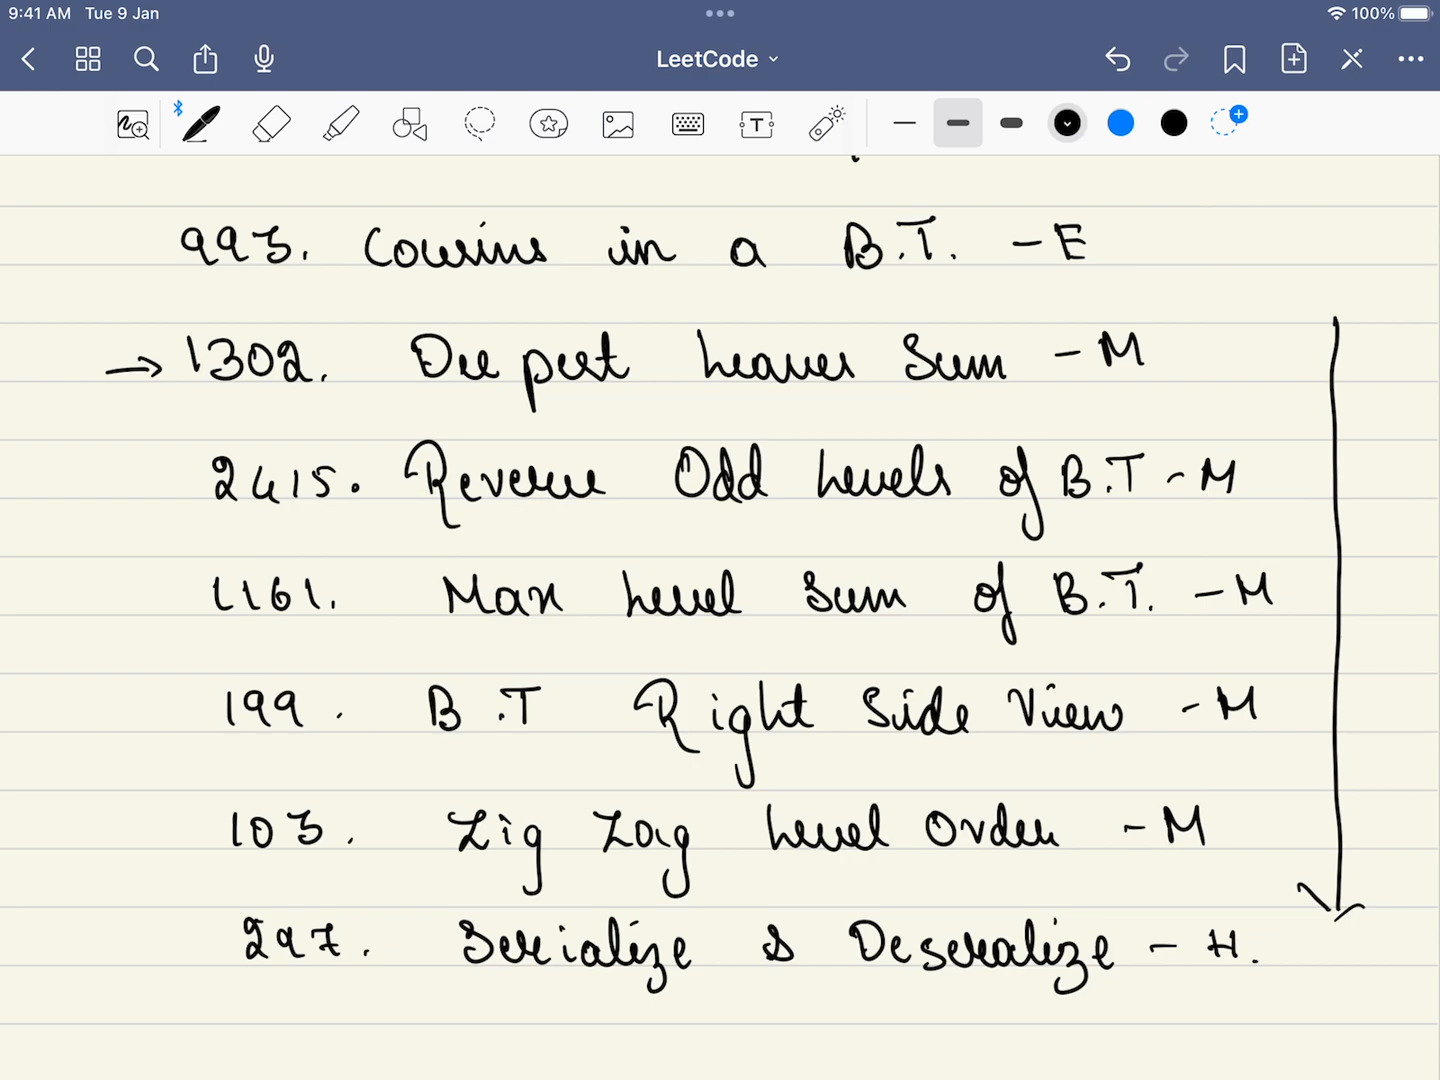 9:41 AM Tue 9 Jan 100%
LeetCode
T
993. Cousins in a B.T. - E
→ 1302. Deepest Leaves Sum - M
2415. Reverse Odd Levels of B.T - M
1161. Max Level Sum of B.T. - M
199. B.T Right Side View - M
103. Zig Zag Level Order - M
297. Serialize & Deseralize - H.